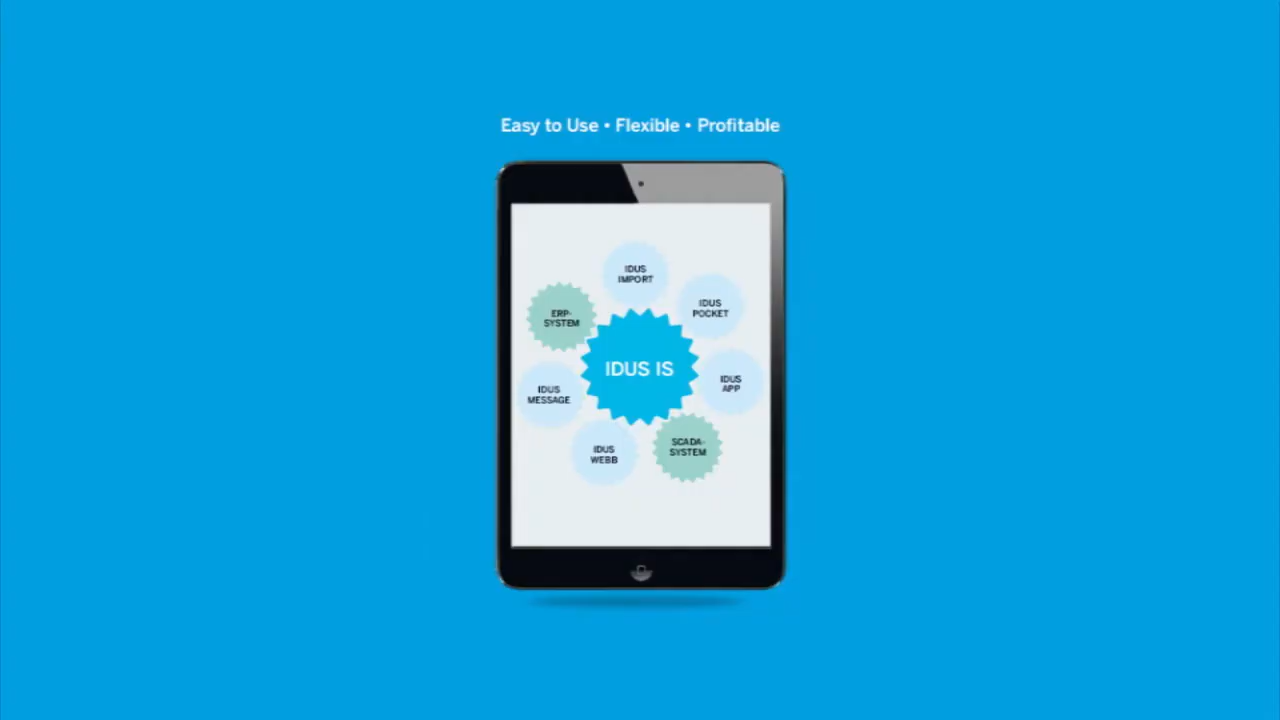 Easy to Use • Flexible • Profitable
IDUS
IMPORT
IDUS
POCKET
ERP-
SYSTEM
IDUS IS
IDUS
APP
IDUS
MESSAGE
SCADA-
SYSTEM
IDUS
WEBB